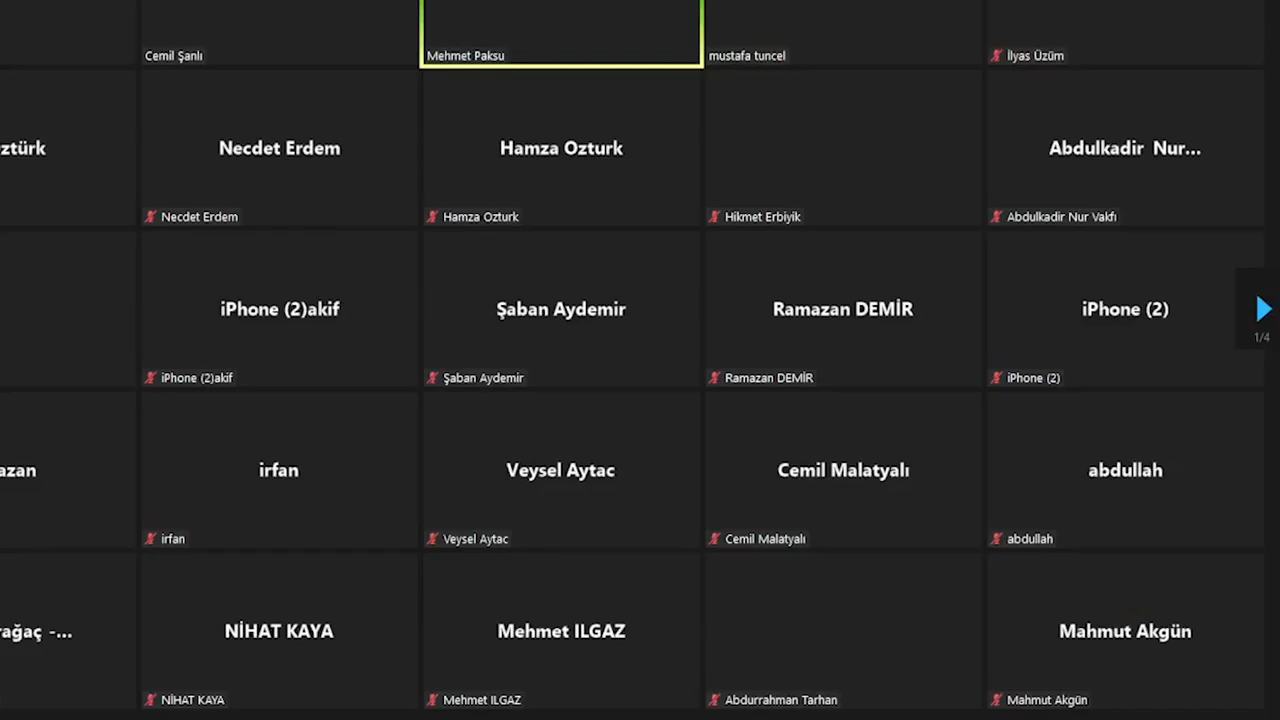 Cemil Şanlı
Mehmet Paksu
mustafa tuncel
İlyas Üzüm
ztürk
Necdet Erdem
Hamza Ozturk
Abdulkadir Nur...
Necdet Erdem
Hamza Ozturk
Hikmet Erbiyik
Abdulkadir Nur Vakfı
iPhone (2)akif
Şaban Aydemir
Ramazan DEMİR
iPhone (2)
1/4
iPhone (2)akif
Şaban Aydemir
Ramazan DEMİR
iPhone (2)
azan
irfan
Veysel Aytac
Cemil Malatyalı
abdullah
irfan
Veysel Aytac
Cemil Malatyalı
abdullah
rağaç -...
NİHAT KAYA
Mehmet ILGAZ
Mahmut Akgün
NİHAT KAYA
Mehmet ILGAZ
Abdurrahman Tarhan
Mahmut Akgün